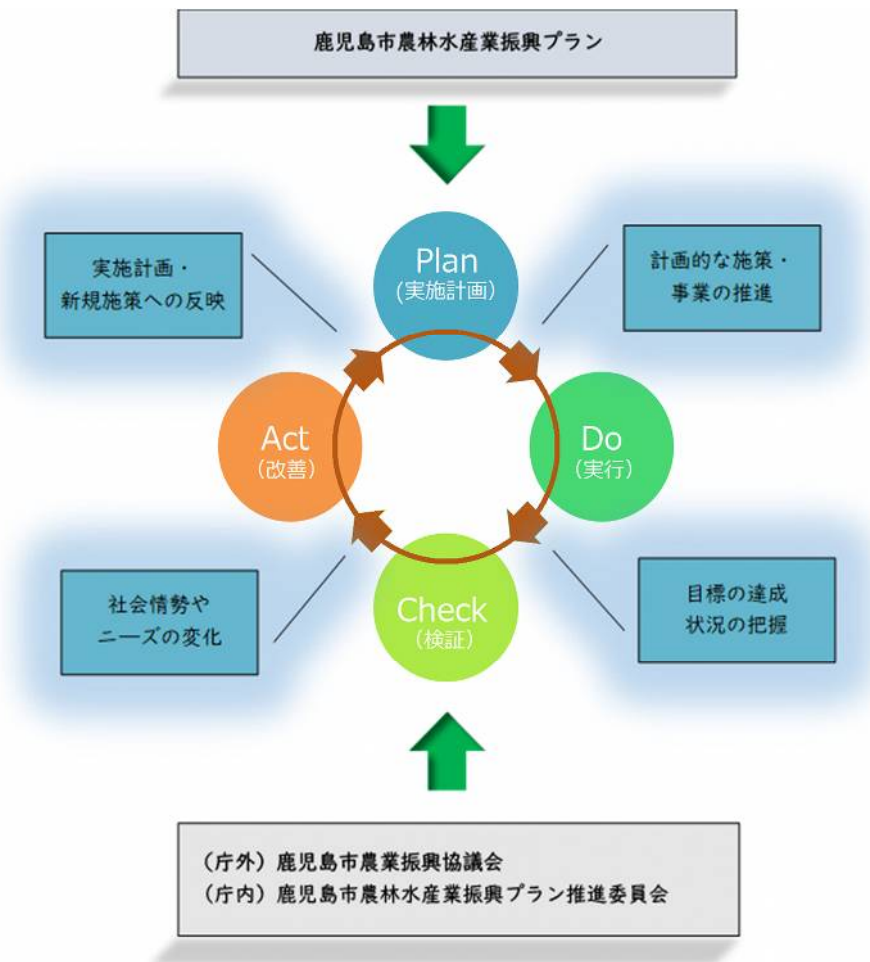 鹿児島市農林水産業振興プラン
Plan
(実施計画)
実施計画・
新規施策への反映
計画的な施策・
事業の推進
Act
(改善)
Do
(実行)
Check
(検証)
社会情勢や
ニーズの変化
目標の達成
状況の把握
(庁外) 鹿児島市農業振興協議会
(庁内) 鹿児島市農林水産業振興プラン推進委員会